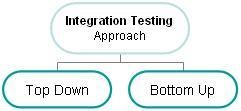 Integration Testing
Approach
Top Down
Bottom Up